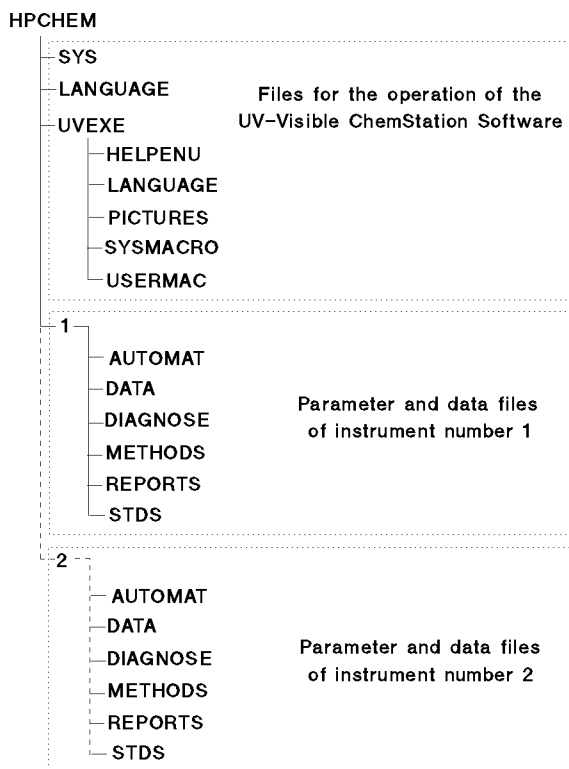 HPCHEM
SYS
LANGUAGE
UVEXE
HELPENU
LANGUAGE
PICTURES
SYSMACRO
USERMAC
Files for the operation of the
UV-Visible ChemStation Software
1
AUTOMAT
DATA
DIAGNOSE
METHODS
REPORTS
STDS
Parameter and data files
of instrument number 1
2
AUTOMAT
DATA
DIAGNOSE
METHODS
REPORTS
STDS
Parameter and data files
of instrument number 2